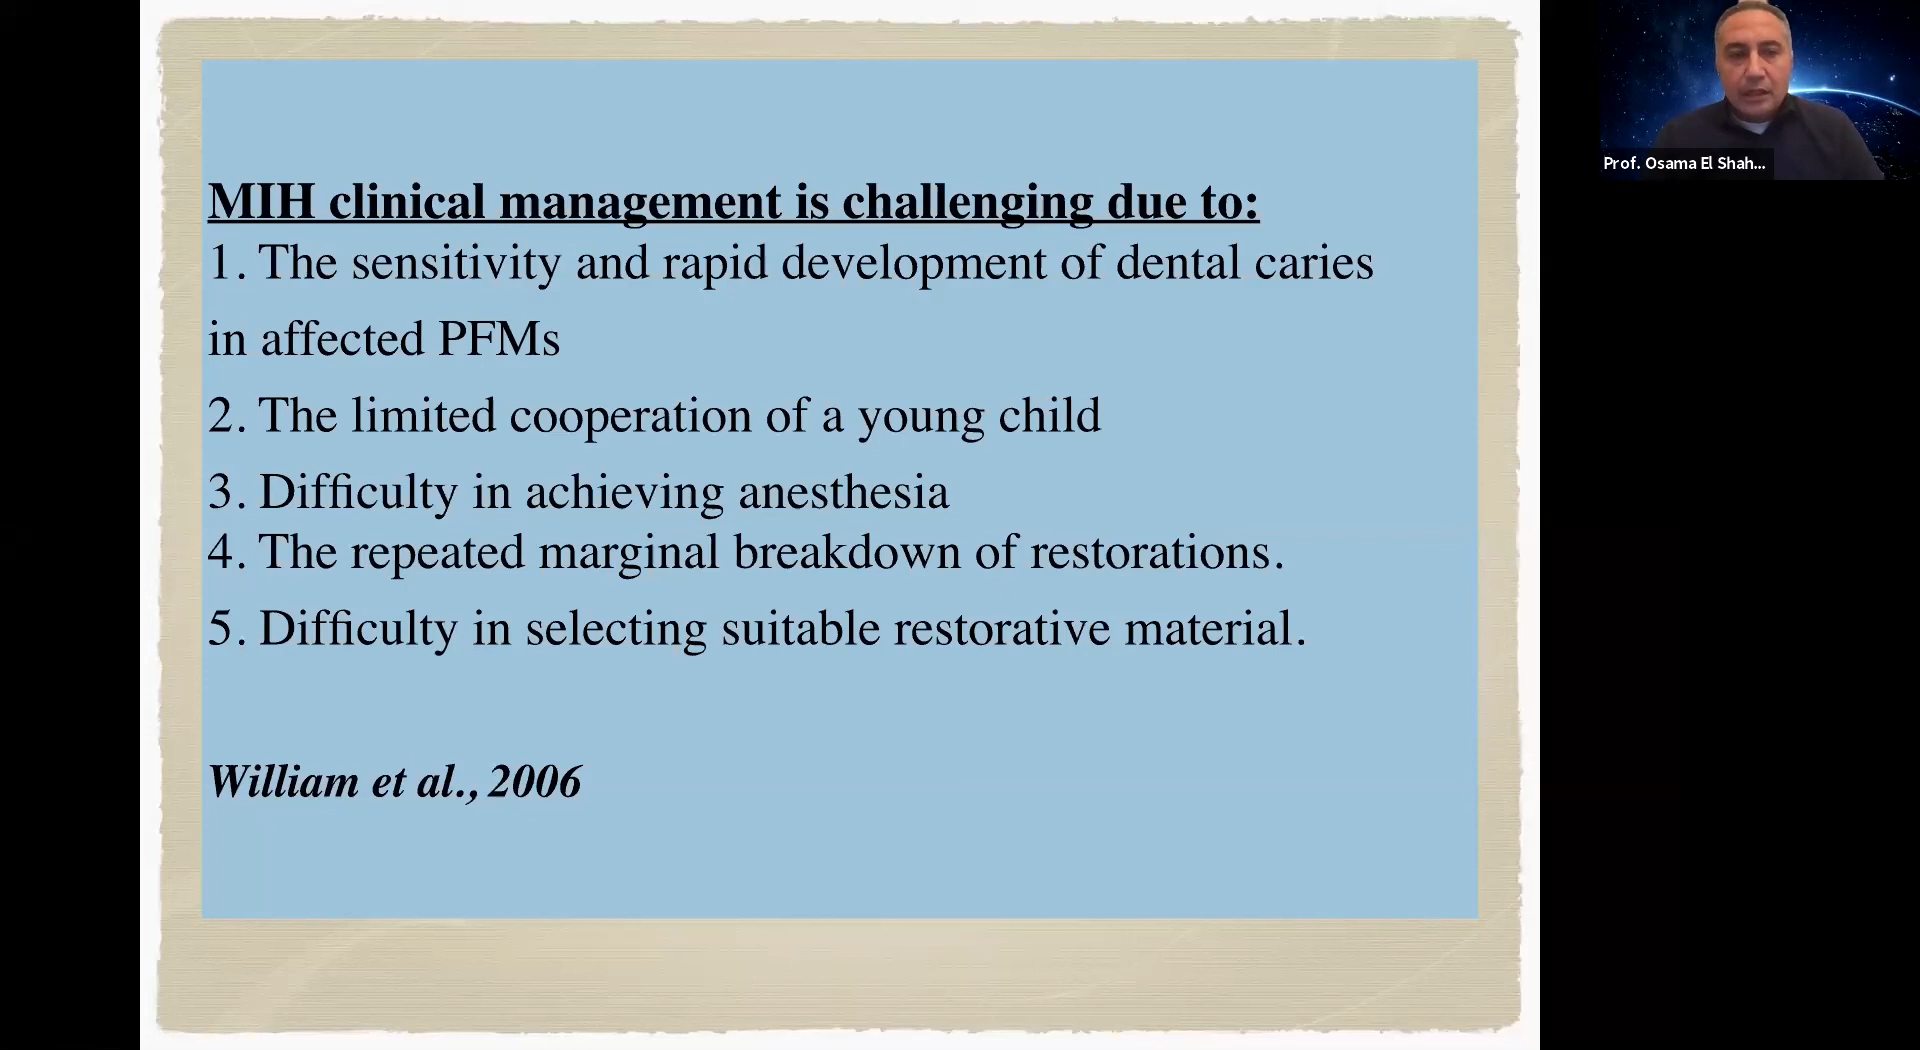 MIH clinical management is challenging due to:
1. The sensitivity and rapid development of dental caries
in affected PFMs
2. The limited cooperation of a young child
3. Difficulty in achieving anesthesia
4. The repeated marginal breakdown of restorations.
5. Difficulty in selecting suitable restorative material.
William et al., 2006
Prof. Osama El Shah...